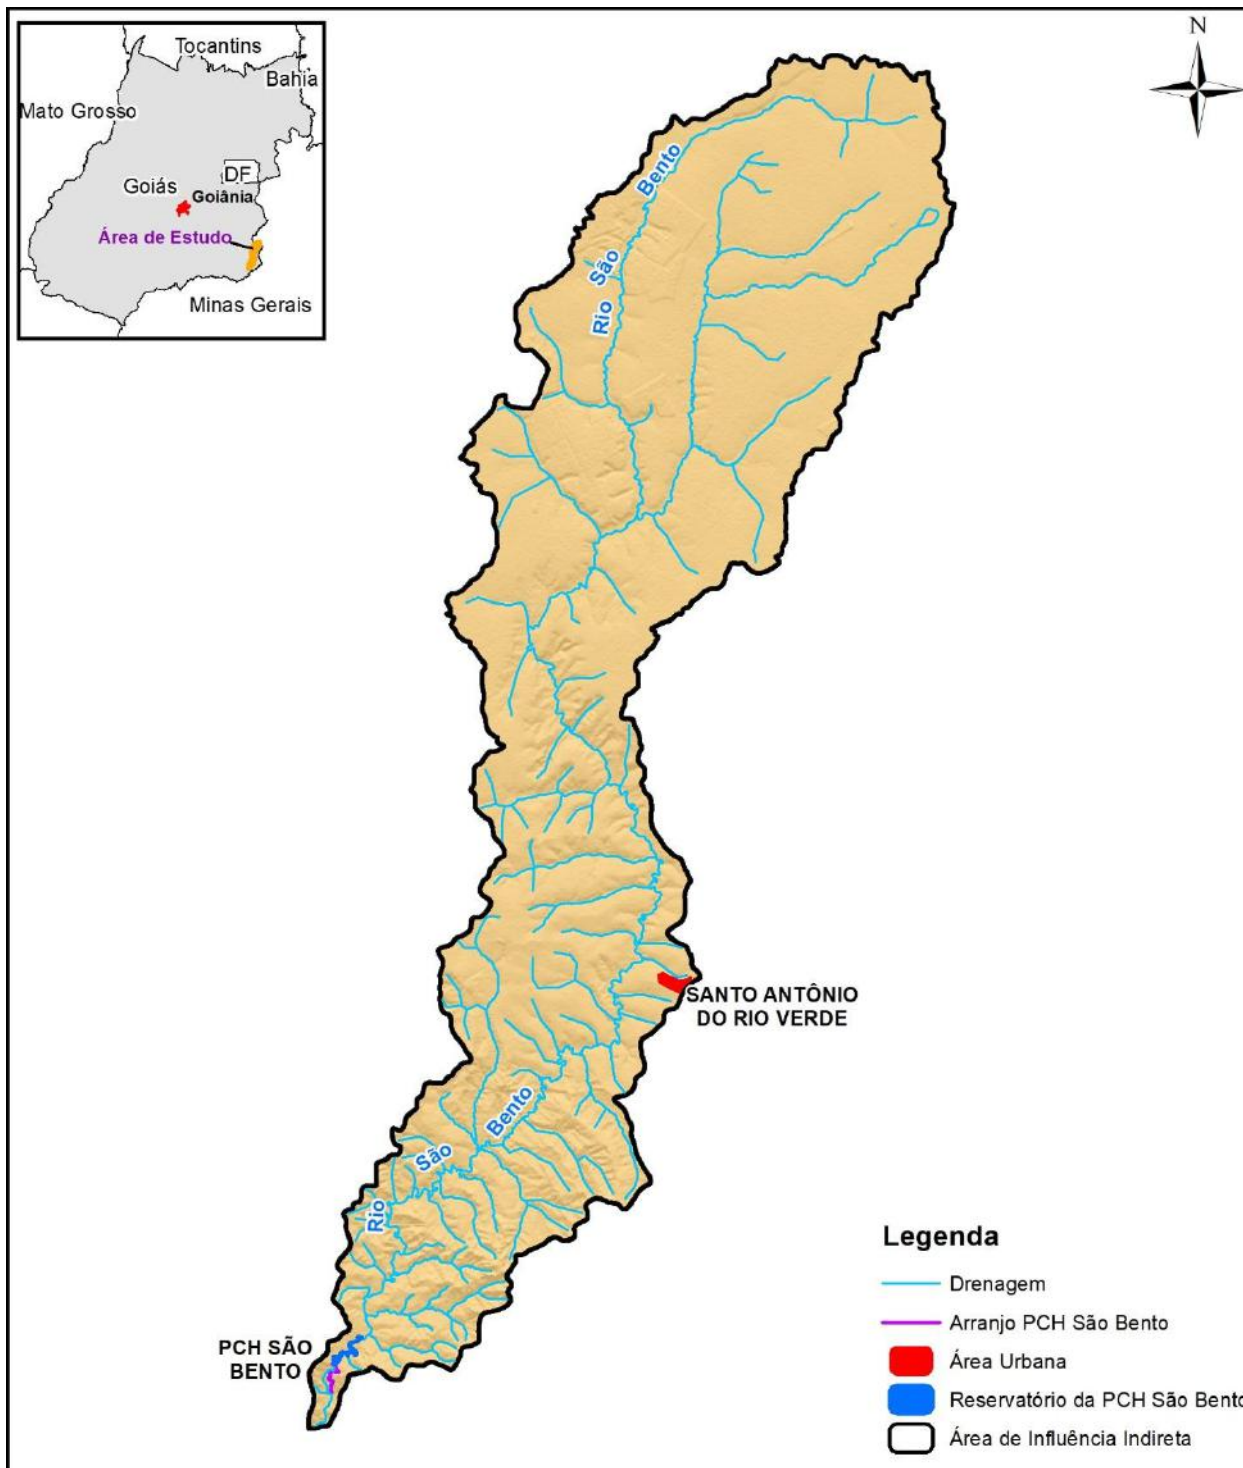 Tocantins
Bahia
Mato Grosso
DF
Goiás
Goiânia
Área de Estudo
Minas Gerais
N
Rio São Bento
SANTO ANTÔNIO
DO RIO VERDE
Rio São Bento
PCH SÃO
BENTO
Legenda
Drenagem
Arranjo PCH São Bento
Área Urbana
Reservatório da PCH São Bento
Área de Influência Indireta